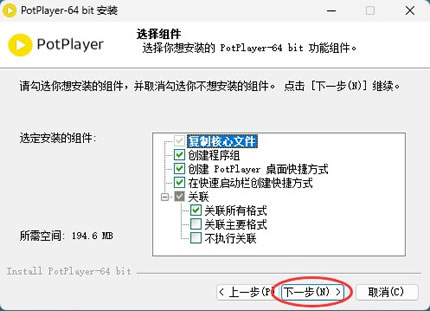 PotPlayer-64 bit 安装
PotPlayer
选择组件
选择你想安装的 PotPlayer-64 bit 功能组件。
请勾选你想安装的组件，并取消勾选你不想安装的组件。 点击 [下一步(N)] 继续。
选定安装的组件:
复制核心文件
创建程序组
创建 PotPlayer 桌面快捷方式
在快速启动栏创建快捷方式
关联
关联所有格式
关联主要格式
不执行关联
所需空间: 194.6 MB
Install PotPlayer-64 bit
< 上一步(P) 下一步(N) > 取消(C)